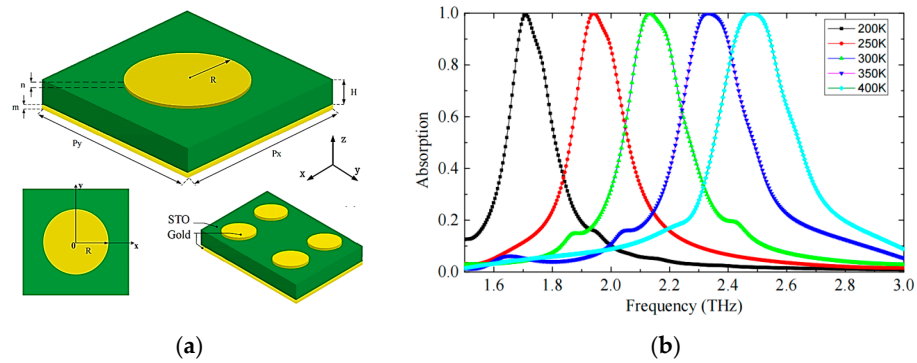 R
n
m
H
Py
Px
z
x
y
y
0
x
R
STO
Gold
(a)
(b)
1.0
0.8
0.6
0.4
0.2
0.0
Absorption
200K
250K
300K
350K
400K
1.6 1.8 2.0 2.2 2.4 2.6 2.8 3.0
Frequency (THz)